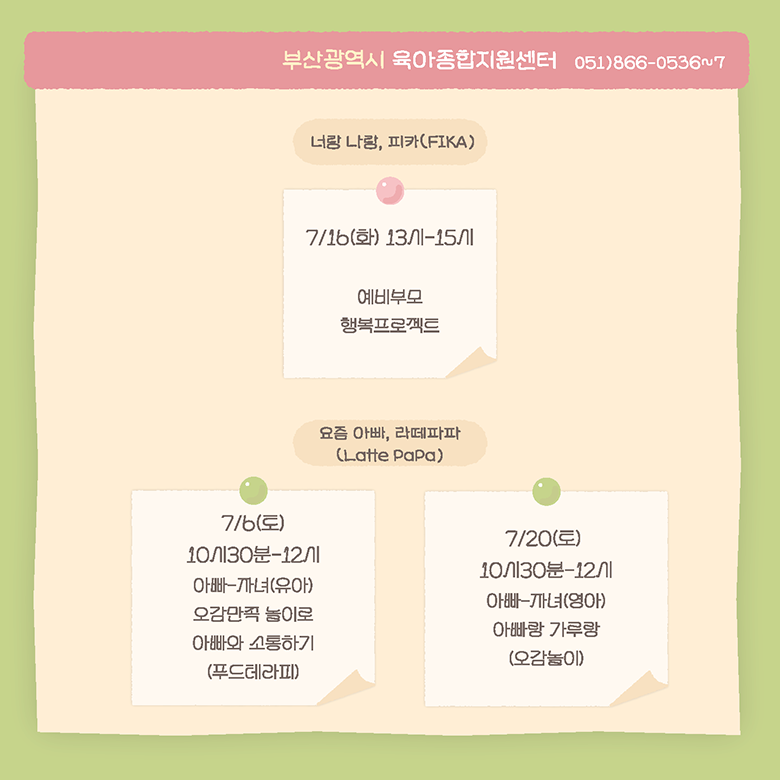 부산광역시 육아종합지원센터 051)866-0536~7
너랑 나랑, 피카(FIKA)
7/16(화) 13시-15시
예비부모
행복프로젝트
요즘 아빠, 라떼파파
(Latte PaPa)
7/6(토)
10시30분-12시
아빠-자녀(유아)
오감만족 놀이로
아빠와 소통하기
(푸드테라피)
7/20(토)
10시30분-12시
아빠-자녀(영아)
아빠랑 가루랑
(오감놀이)